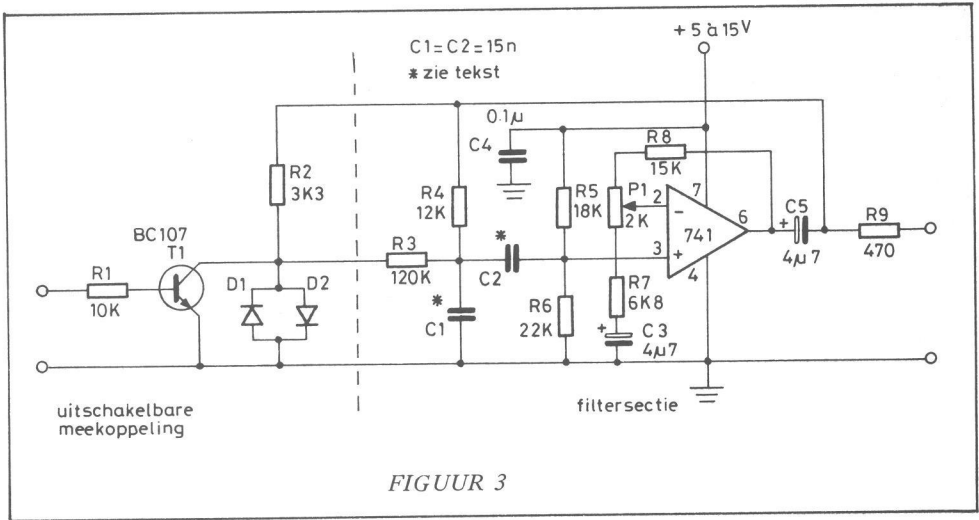 +5 à 15V
C1=C2=15n
* zie tekst
0.1µ
C4
R8
15K
R2
3K3
R4
12K
R5
18K
P1
2K
2
7
-
741
6
+
C5
4µ7
R9
470
BC107
T1
R3
120K
*
C2
3
+
4
R1
10K
D1
D2
*
C1
R6
22K
R7
6K8
+
C3
4µ7
uitschakelbare
meekoppeling
filtersectie
FIGUUR 3